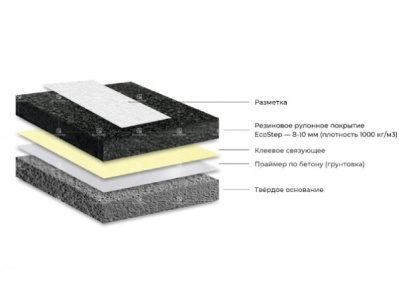 Разметка
Резиновое рулонное покрытие
EcoStep — 8-10 мм (плотность 1000 кг/м3)
Клеевое связующее
Праймер по бетону (грунтовка)
Твёрдое основание